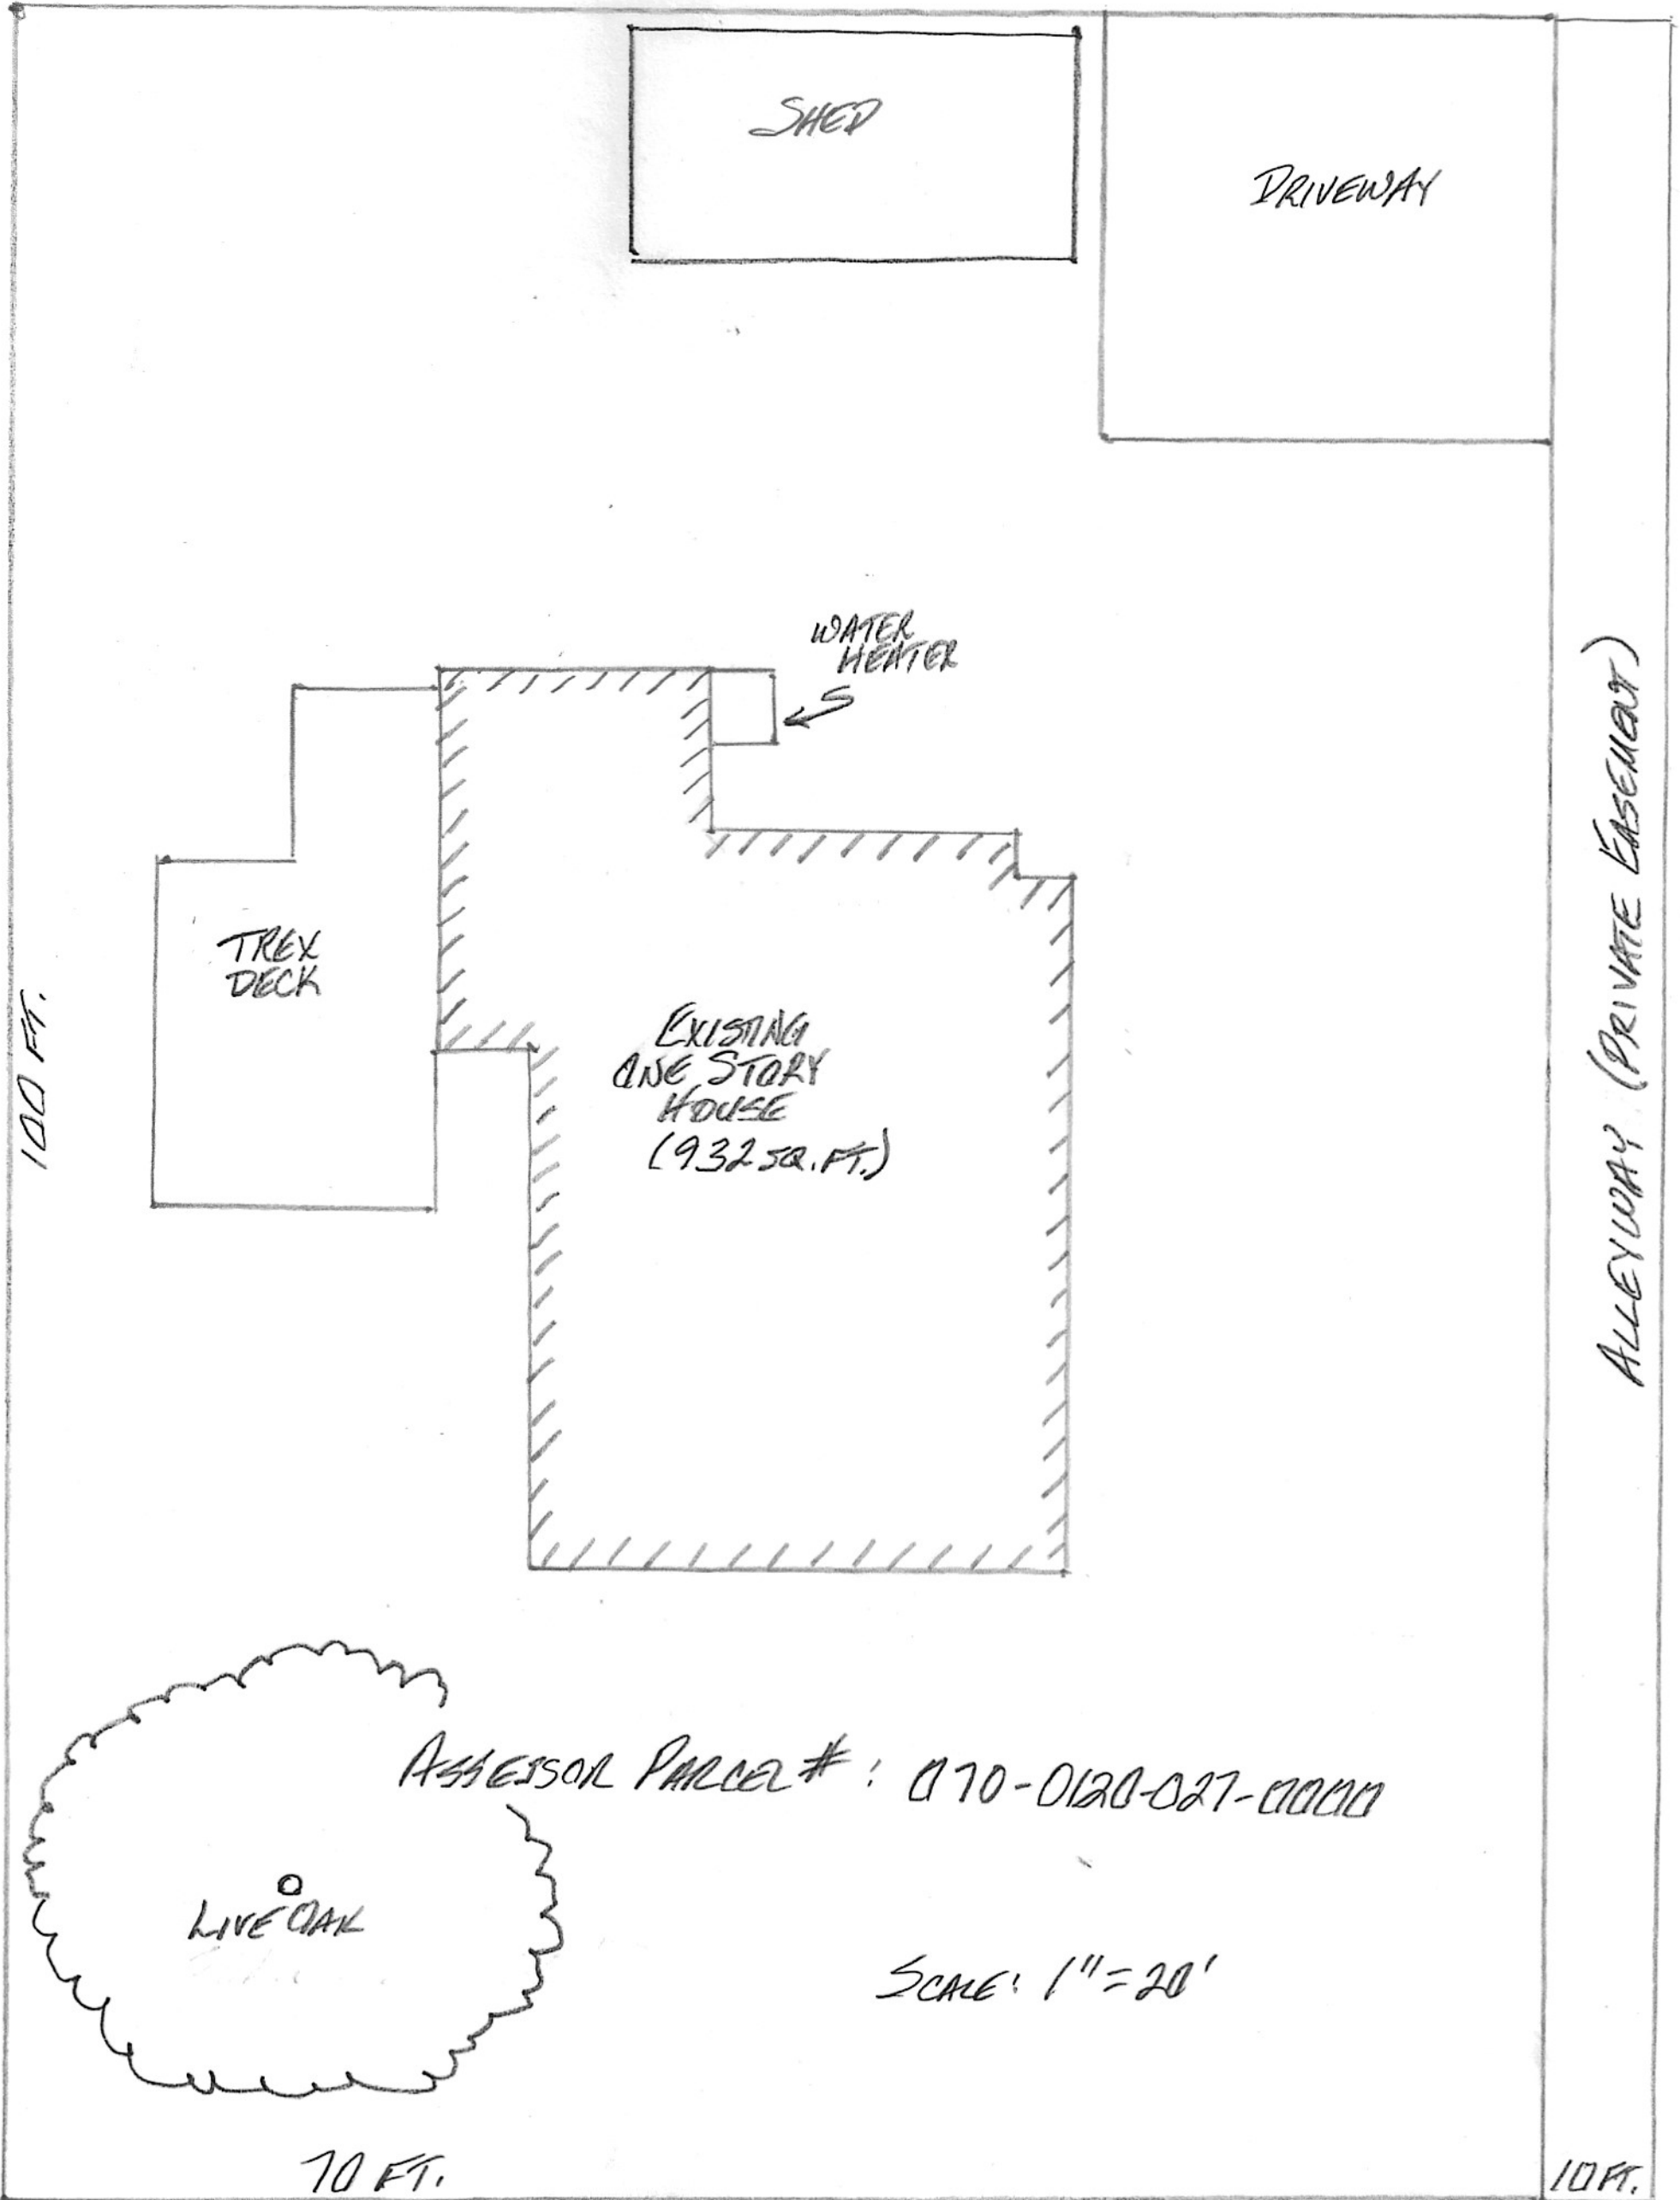 SHED
DRIVEWAY
WATER
HEATER
TREX
DECK
EXISTING
ONE STORY
HOUSE
(932 SQ. FT.)
100 FT.
ALLEYWAY (PRIVATE EASEMENT)
ASSESSOR PARCEL # : 070-0120-027-0000
LIVE OAK
SCALE: 1" = 20'
70 FT.
10 FT.